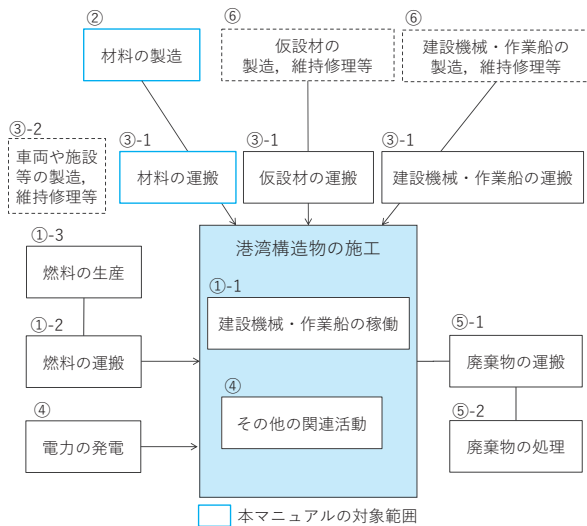 ②
材料の製造
⑥
仮設材の
製造，維持修理等
⑥
建設機械・作業船の
製造，維持修理等
③-2
車両や施設
等の製造，
維持修理等
③-1
材料の運搬
③-1
仮設材の運搬
③-1
建設機械・作業船の運搬
港湾構造物の施工
①-3
燃料の生産
①-1
建設機械・作業船の稼働
①-2
燃料の運搬
⑤-1
廃棄物の運搬
④
電力の発電
④
その他の関連活動
⑤-2
廃棄物の処理
本マニュアルの対象範囲